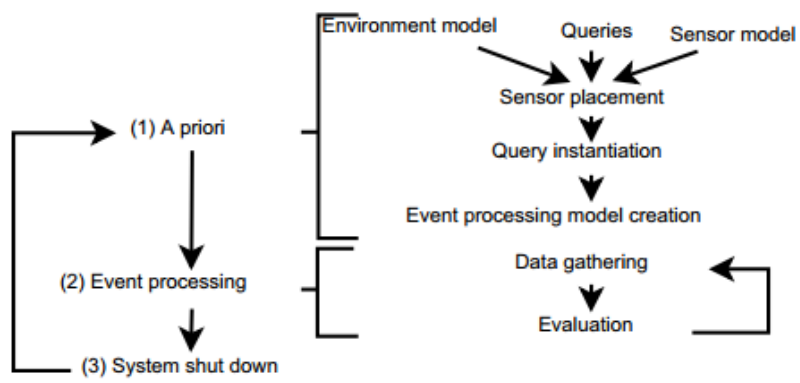 Environment model
Queries
Sensor model
Sensor placement
(1) A priori
Query instantiation
Event processing model creation
Data gathering
(2) Event processing
Evaluation
(3) System shut down